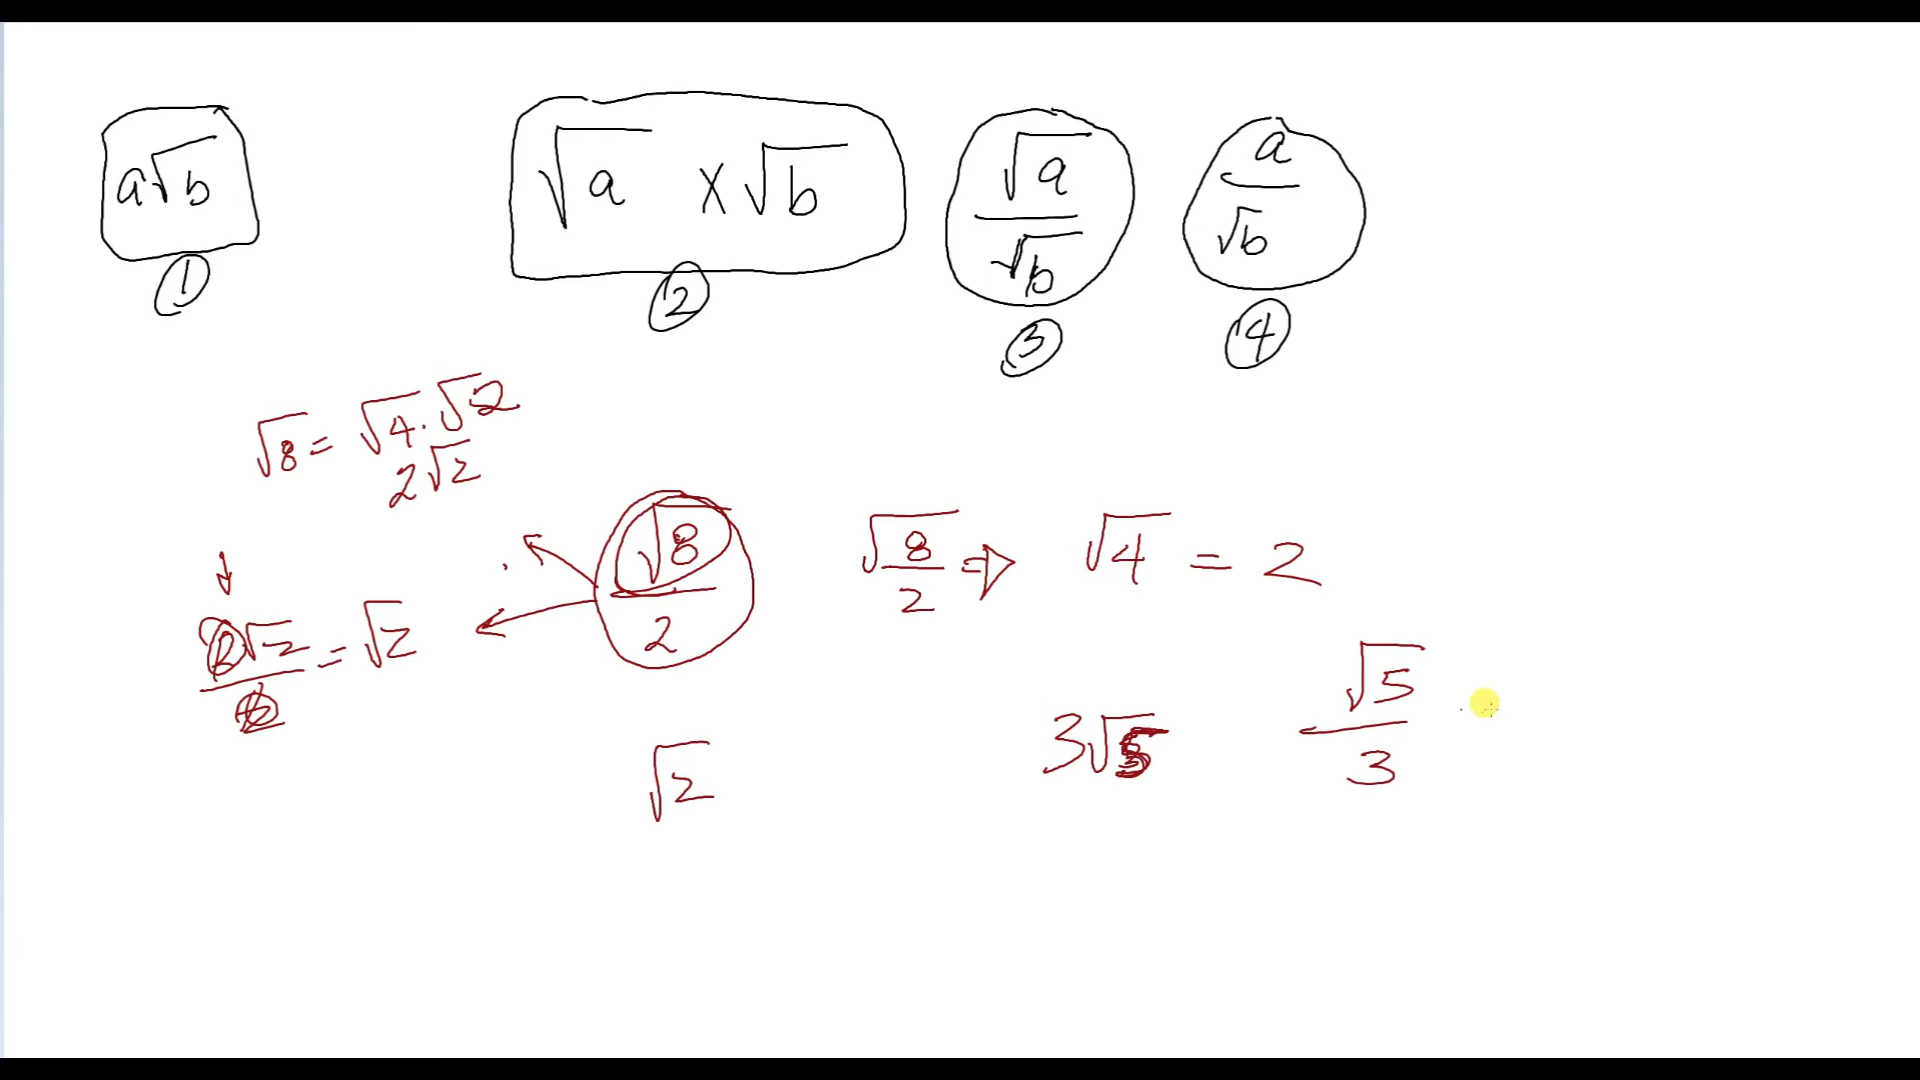 a√b
√a x √b
√a/√b
a/√b
1
2
3
4
√8 = √4 . √2
2√2
√8/2
√(8/2) ⇒ √4 = 2
2√2/2 = √2
√2
3√5
√5/3